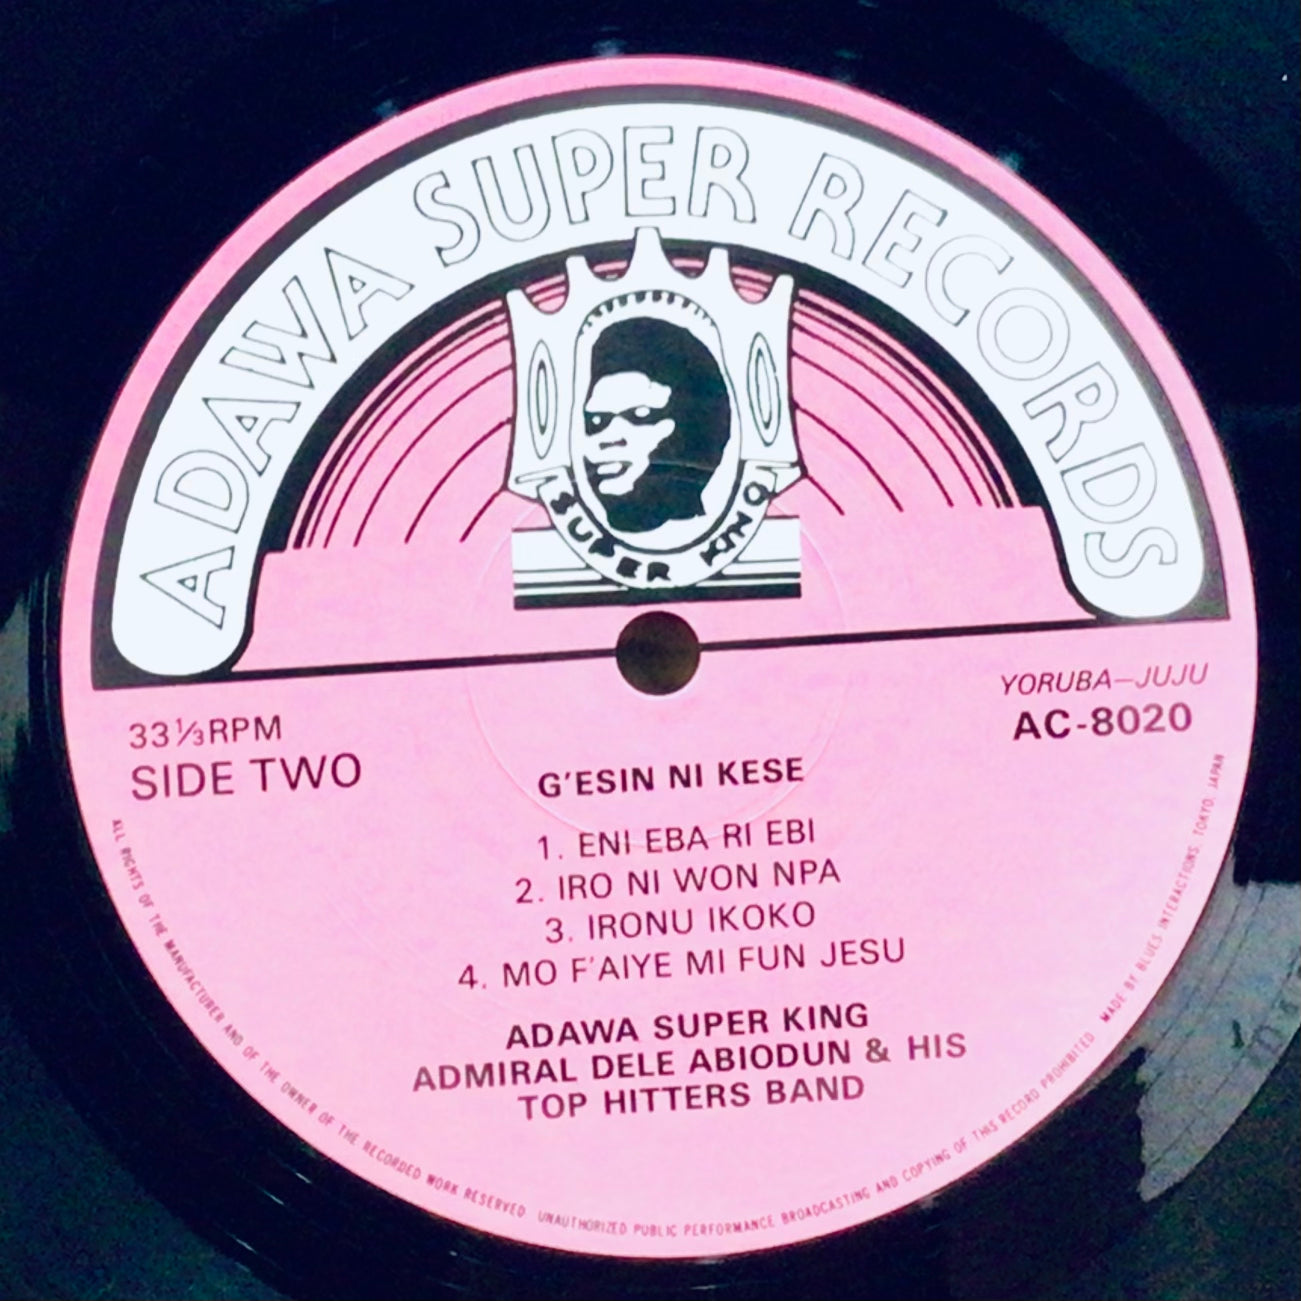 ADAWA SUPER RECORDS
SUPER KING
33⅓RPM
SIDE TWO
YORUBA—JUJU
AC-8020
G'ESIN NI KESE
1. ENI EBA RI EBI
2. IRO NI WON NPA
3. IRONU IKOKO
4. MO F'AIYE MI FUN JESU
ADAWA SUPER KING
ADMIRAL DELE ABIODUN & HIS
TOP HITTERS BAND
ALL RIGHTS OF THE MANUFACTURER AND OF THE OWNER OF THE RECORDED WORK RESERVED UNAUTHORIZED PUBLIC PERFORMANCE BROADCASTING AND COPYING OF THIS RECORD PROHIBITED MADE BY BLUES INTERACTIONS, TOKYO, JAPAN